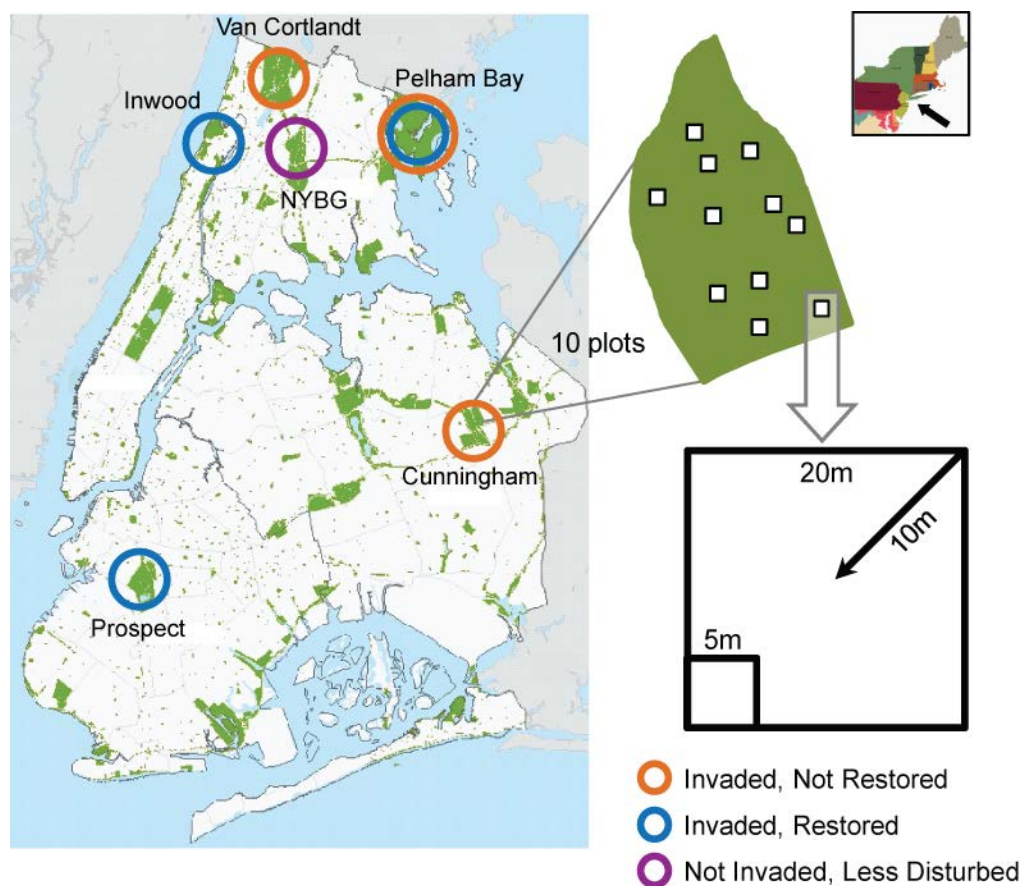 Van Cortlandt
Pelham Bay
Inwood
NYBG
10 plots
Cunningham
Prospect
20m
10m
5m
Invaded, Not Restored
Invaded, Restored
Not Invaded, Less Disturbed